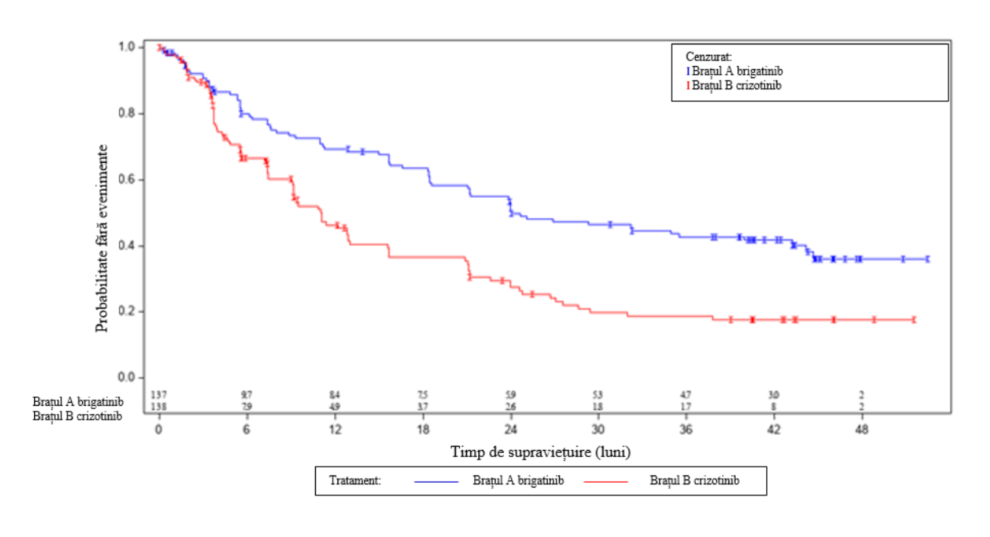 1.0
Cenzurat:
Brațul A brigatinib
Brațul B crizotinib
0.8
Probabilitate fără evenimente
0.6
0.4
0.2
0.0
Brațul A brigatinib 137 97 84 75 59 53 47 30 2
Brațul B crizotinib 138 79 49 37 26 18 17 8 2
0 6 12 18 24 30 36 42 48
Timp de supraviețuire (luni)
Tratament: Brațul A brigatinib Brațul B crizotinib